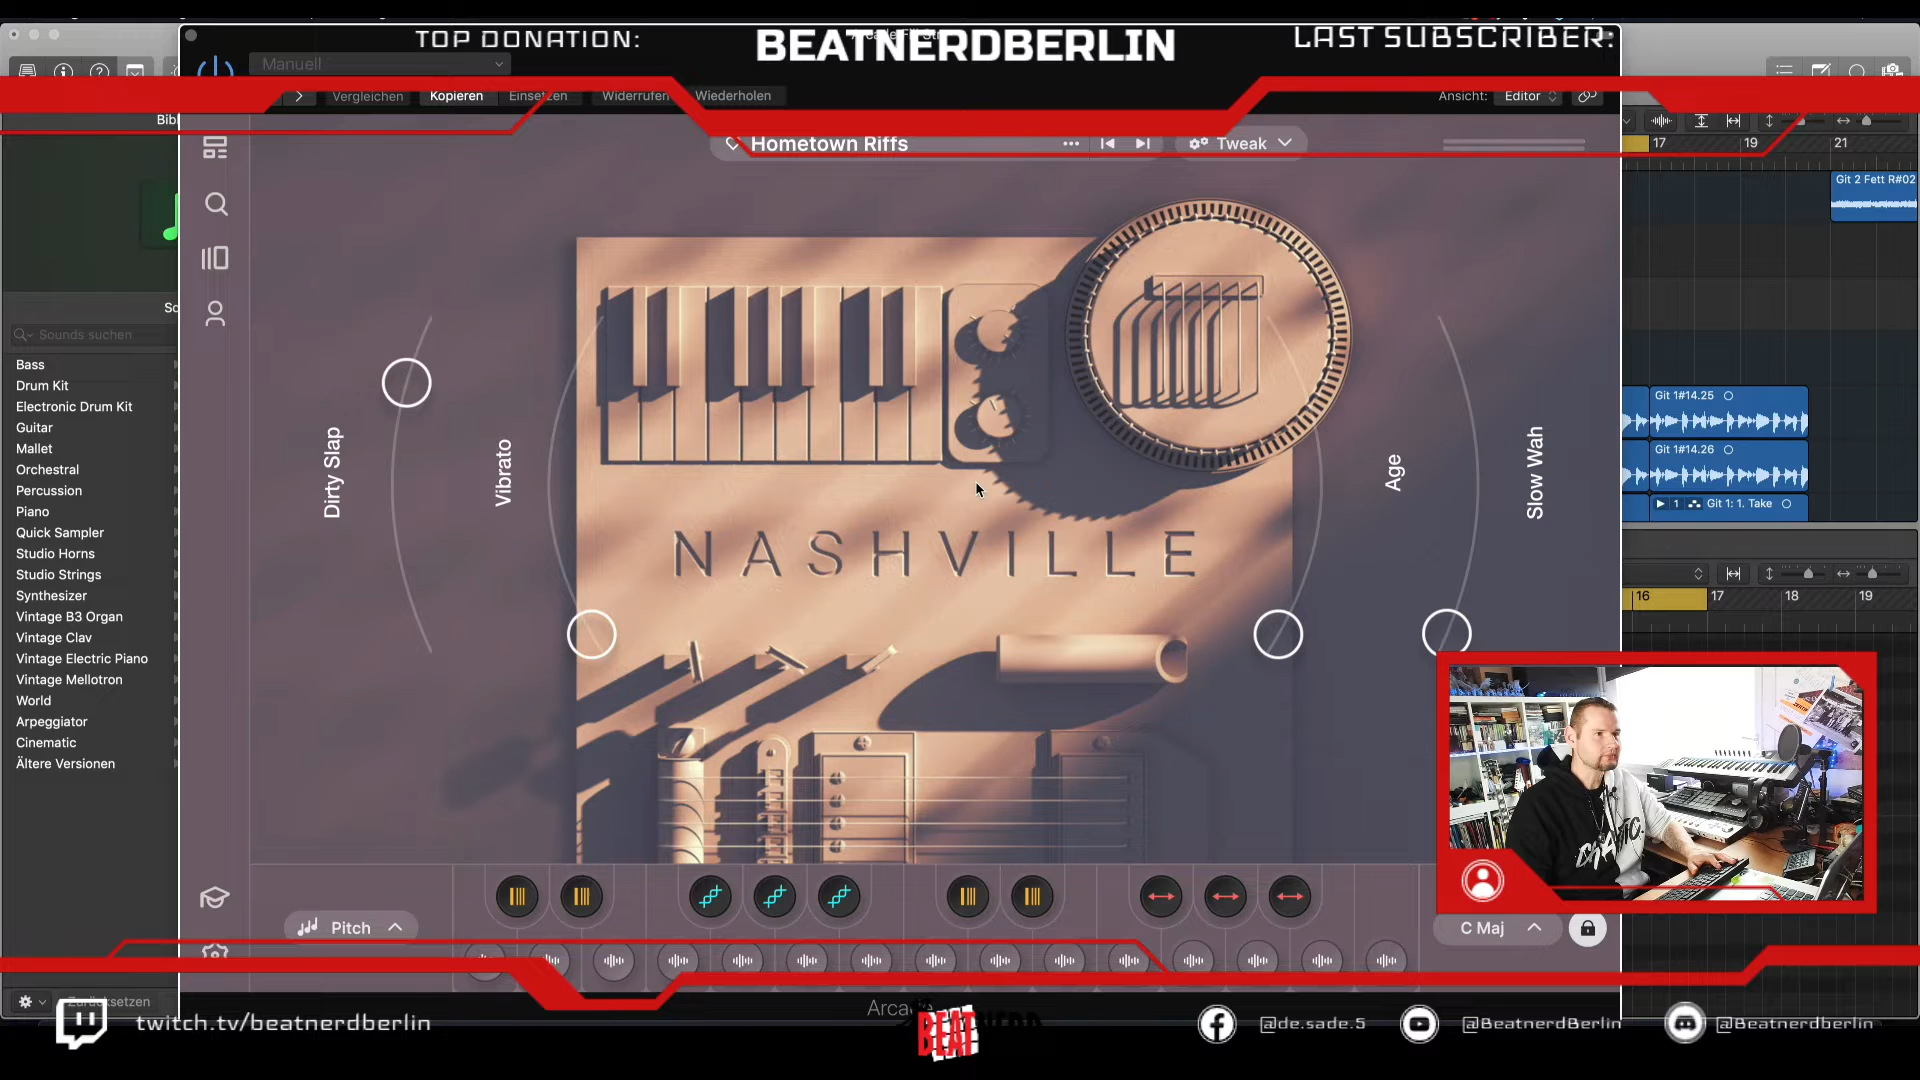 TOP DONATION:
BEATNERDBERLIN
LAST SUBSCRIBER:
Manuell
Vergleichen
Kopieren
Einsetzen
Widerrufen
Wiederholen
Ansicht:
Editor
Hometown Riffs
Tweak
17
19
21
Git 2 Fett R#02
Sounds suchen
Bass
Drum Kit
Electronic Drum Kit
Guitar
Mallet
Orchestral
Percussion
Piano
Quick Sampler
Studio Horns
Studio Strings
Synthesizer
Vintage B3 Organ
Vintage Clav
Vintage Electric Piano
Vintage Mellotron
World
Arpeggiator
Cinematic
Ältere Versionen
Dirty Slap
Vibrato
Age
Slow Wah
NASHVILLE
Git 1#14.25
Git 1#14.26
1
Git 1: 1. Take
16
17
18
19
Pitch
C Maj
Zurücksetzen
twitch.tv/beatnerdberlin
BEAT
@de.sade.5
@BeatnerdBerlin
@Beatnerdberlin